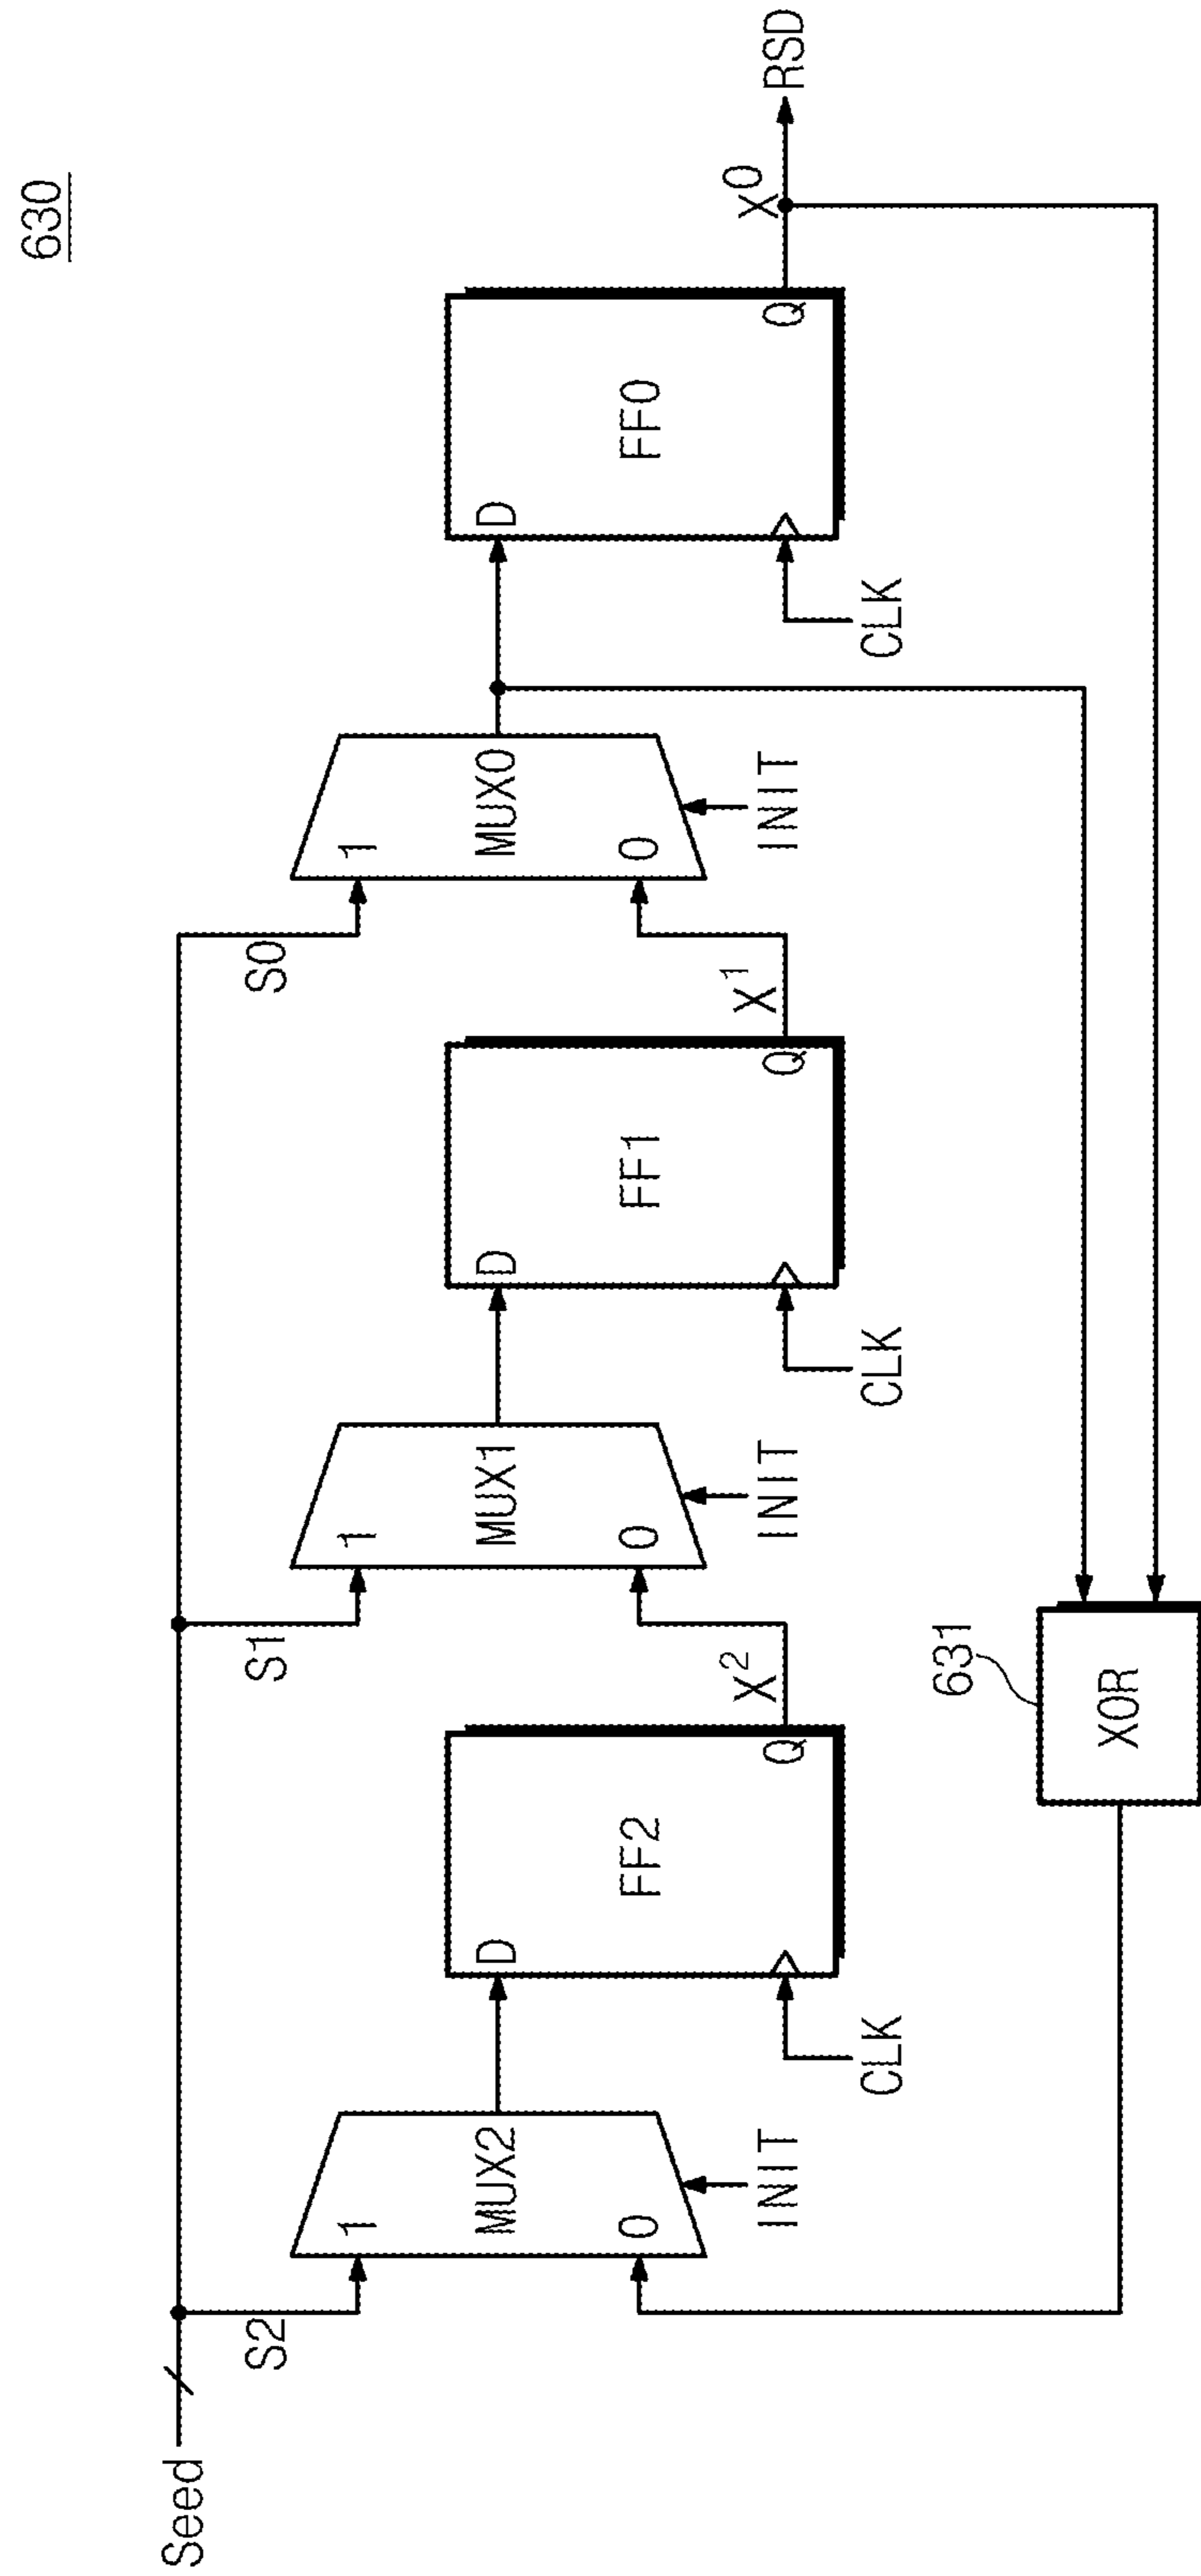 630
Seed
S2
S1
S0
1
MUX2
0
INIT
D
FF2
Q
CLK
X²
1
MUX1
0
INIT
D
FF1
Q
CLK
X¹
1
MUX0
0
INIT
D
FF0
Q
CLK
X⁰
RSD
631
XOR